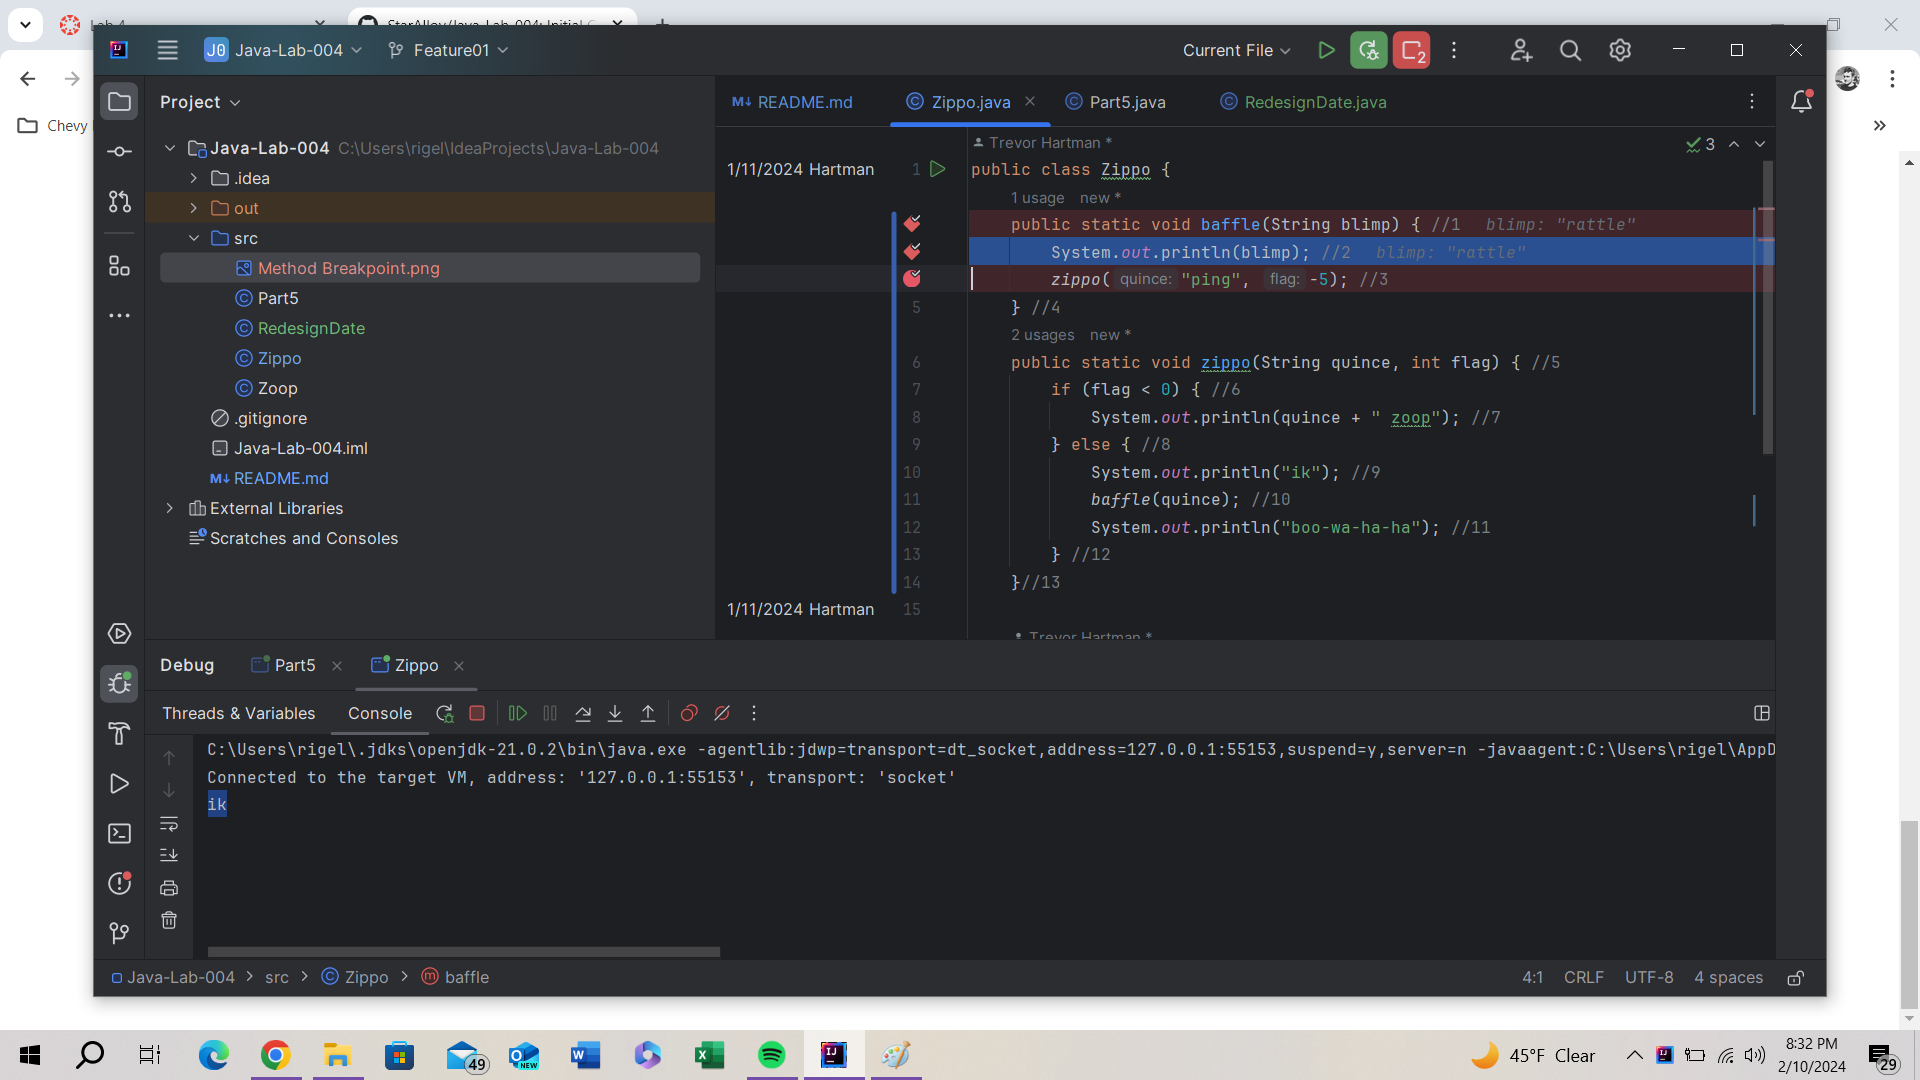 Lab 4
StarAlley/Java-Lab-004: Initial C
Chevy
J0 Java-Lab-004
Feature01
Current File
2
Project
Java-Lab-004 C:\Users\rigel\IdeaProjects\Java-Lab-004
.idea
out
src
Method Breakpoint.png
Part5
RedesignDate
Zippo
Zoop
.gitignore
Java-Lab-004.iml
M↓ README.md
External Libraries
Scratches and Consoles
M↓ README.md
Zippo.java
Part5.java
RedesignDate.java
Trevor Hartman *
3
1/11/2024 Hartman 1 public class Zippo {
1 usage new *
public static void baffle(String blimp) { //1 blimp: "rattle"
System.out.println(blimp); //2 blimp: "rattle"
zippo( quince: "ping", flag: -5); //3
5 } //4
2 usages new *
6 public static void zippo(String quince, int flag) { //5
7 if (flag < 0) { //6
8 System.out.println(quince + " zoop"); //7
9 } else { //8
10 System.out.println("ik"); //9
11 baffle(quince); //10
12 System.out.println("boo-wa-ha-ha"); //11
13 } //12
14 }//13
1/11/2024 Hartman 15
Trevor Hartman *
Debug
Part5
Zippo
Threads & Variables
Console
C:\Users\rigel\.jdks\openjdk-21.0.2\bin\java.exe -agentlib:jdwp=transport=dt_socket,address=127.0.0.1:55153,suspend=y,server=n -javaagent:C:\Users\rigel\AppD
Connected to the target VM, address: '127.0.0.1:55153', transport: 'socket'
ik
Java-Lab-004 > src > Zippo > baffle
4:1
CRLF
UTF-8
4 spaces
49
NEW
45°F Clear
8:32 PM
2/10/2024
29